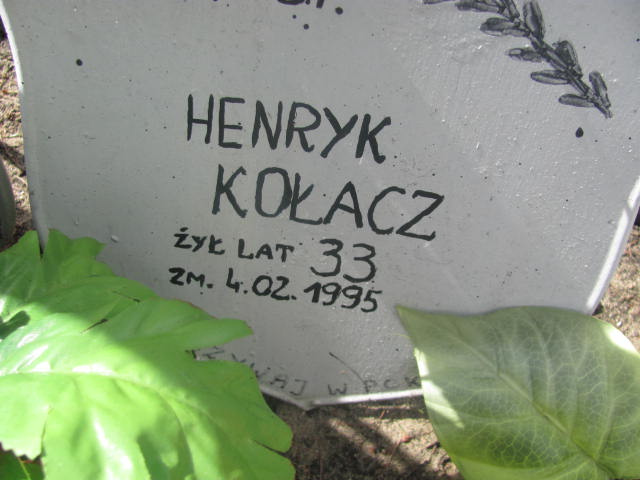 HENRYK
KOŁACZ
ŻYŁ LAT 33
ZM. 4.02.1995
W